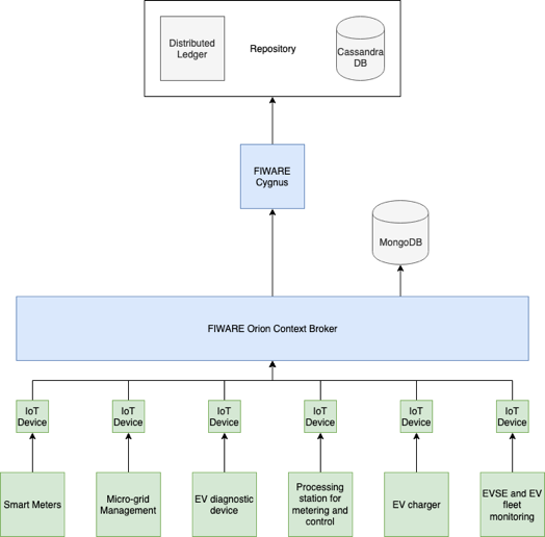 Distributed
Ledger
Repository
Cassandra
DB
FIWARE
Cygnus
MongoDB
FIWARE Orion Context Broker
IoT
Device
IoT
Device
IoT
Device
IoT
Device
IoT
Device
IoT
Device
Smart Meters
Micro-grid
Management
EV diagnostic
device
Processing
station for
metering and
control
EV charger
EVSE and EV
fleet
monitoring